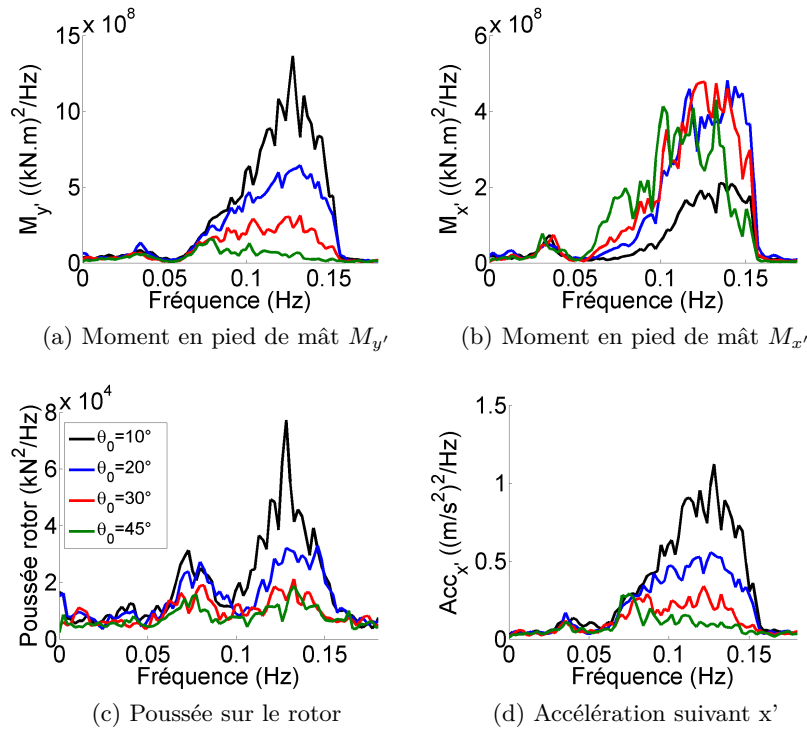 x 10^8
15
10
5
0
M_y' ((kN.m)^2/Hz)
0 0.05 0.1 0.15
Fréquence (Hz)
(a) Moment en pied de mât M_y'
x 10^8
6
4
2
0
M_x' ((kN.m)^2/Hz)
0 0.05 0.1 0.15
Fréquence (Hz)
(b) Moment en pied de mât M_x'
x 10^4
8
6
4
2
0
Poussée rotor (kN^2/Hz)
θ_0=10°
θ_0=20°
θ_0=30°
θ_0=45°
0 0.05 0.1 0.15
Fréquence (Hz)
(c) Poussée sur le rotor
1.5
1
0.5
0
Acc_x' ((m/s^2)^2/Hz)
0 0.05 0.1 0.15
Fréquence (Hz)
(d) Accélération suivant x'